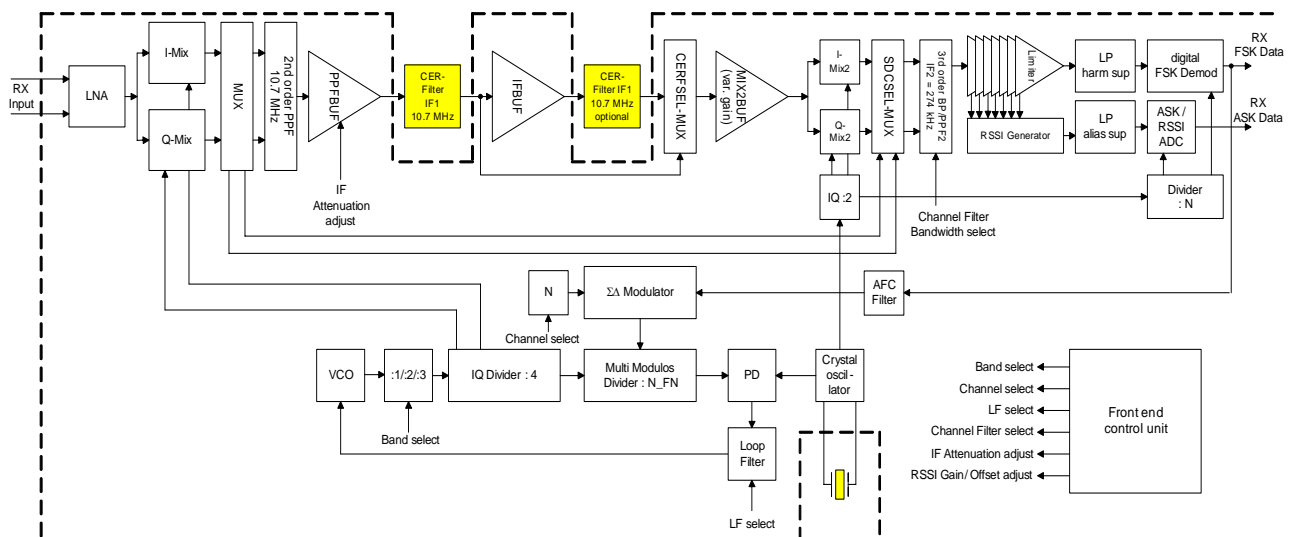 RX
Input
LNA
I-Mix
Q-Mix
MUX
2nd order PPF
10.7 MHz
PPFBUF
IF
Attenuation
adjust
CER-
Filter
IF1
10.7 MHz
IFBUF
CER-
Filter IF1
10.7 MHz
optional
CERFSEL-MUX
MIX2BUF
(var. gain)
I-
Mix2
Q-
Mix2
IQ :2
SDCSEL-MUX
3rd order BP/PPF2
IF2 = 274 kHz
Channel Filter
Bandwidth select
Limiter
RSSI Generator
LP
harm sup
LP
alias sup
digital
FSK Demod
ASK /
RSSI
ADC
Divider
: N
RX
FSK Data
RX
ASK Data
N
Channel select
ΣΔ Modulator
AFC
Filter
VCO
:1/:2/:3
Band select
IQ Divider : 4
Multi Modulos
Divider : N_FN
PD
Crystal
oscil -
lator
Loop
Filter
LF select
Band select
Channel select
LF select
Channel Filter select
IF Attenuation adjust
RSSI Gain/ Offset adjust
Front end
control unit